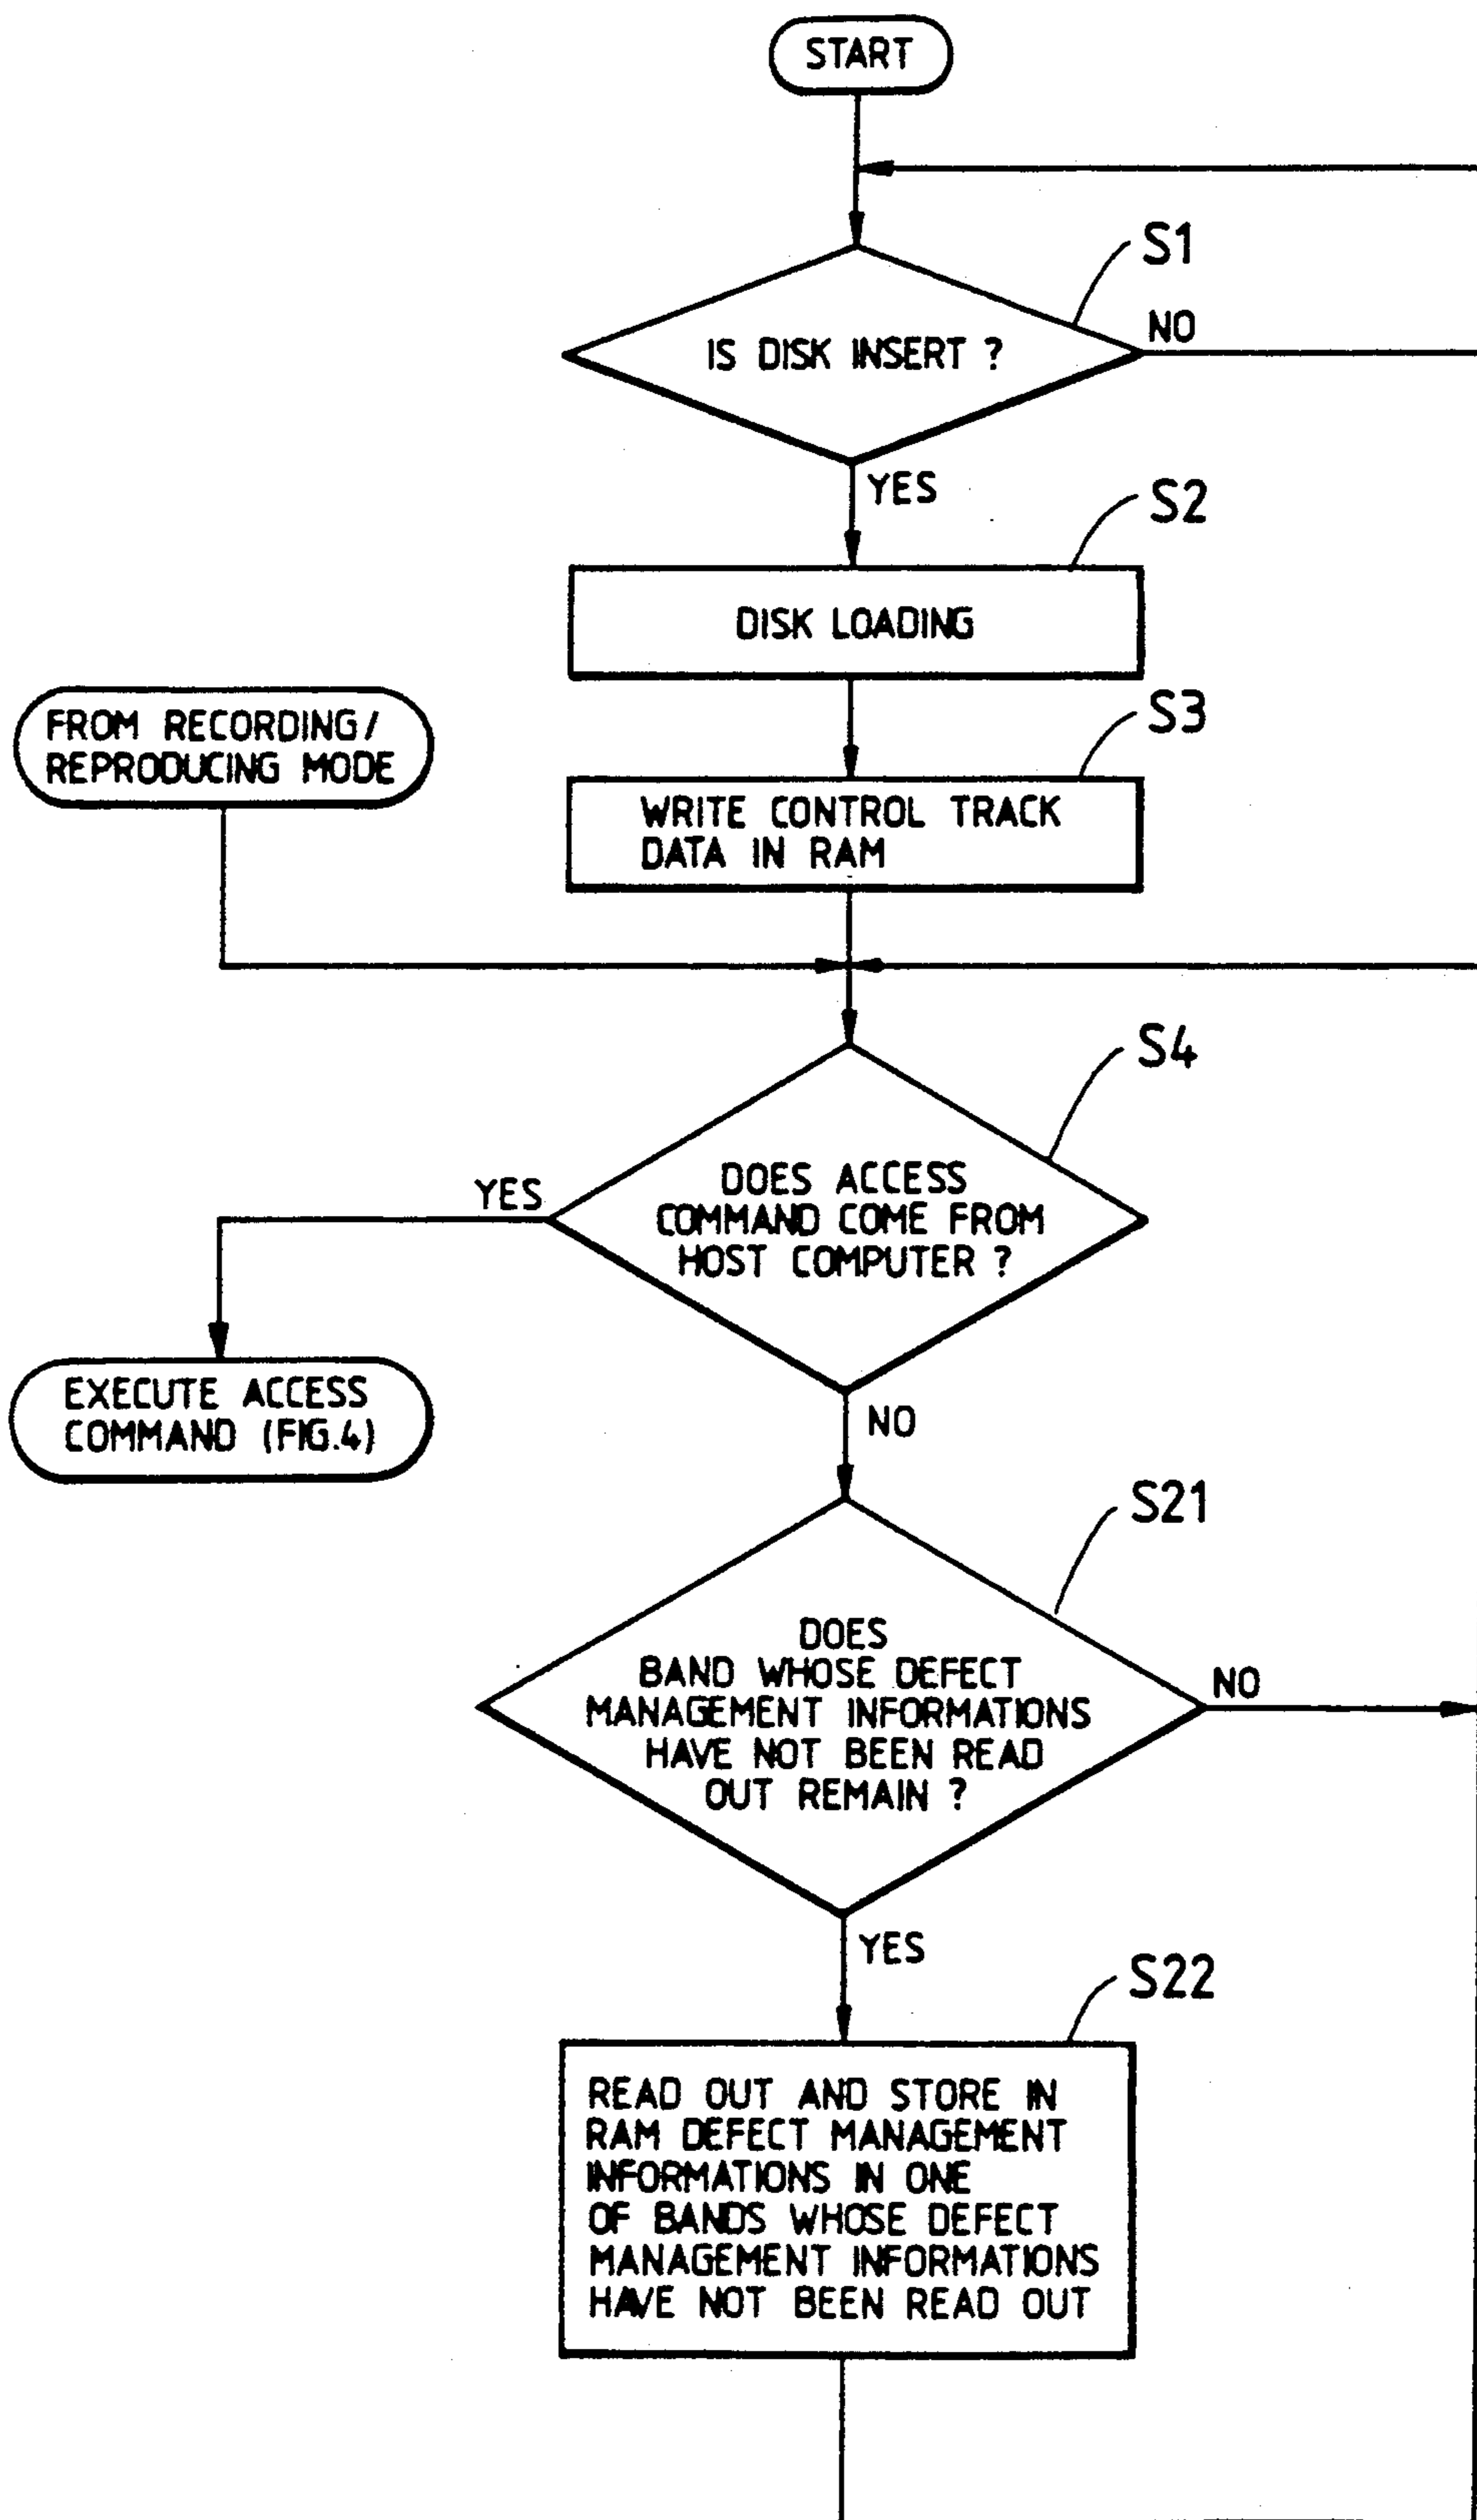 START
S1
IS DISK INSERT ?
NO
YES
S2
DISK LOADING
S3
FROM RECORDING/
REPRODUCING MODE
WRITE CONTROL TRACK
DATA IN RAM
S4
YES
DOES ACCESS
COMMAND COME FROM
HOST COMPUTER ?
EXECUTE ACCESS
COMMAND (FIG.4)
NO
S21
DOES
BAND WHOSE DEFECT
MANAGEMENT INFORMATIONS
HAVE NOT BEEN READ
OUT REMAIN ?
NO
YES
S22
READ OUT AND STORE IN
RAM DEFECT MANAGEMENT
INFORMATIONS IN ONE
OF BANDS WHOSE DEFECT
MANAGEMENT INFORMATIONS
HAVE NOT BEEN READ OUT